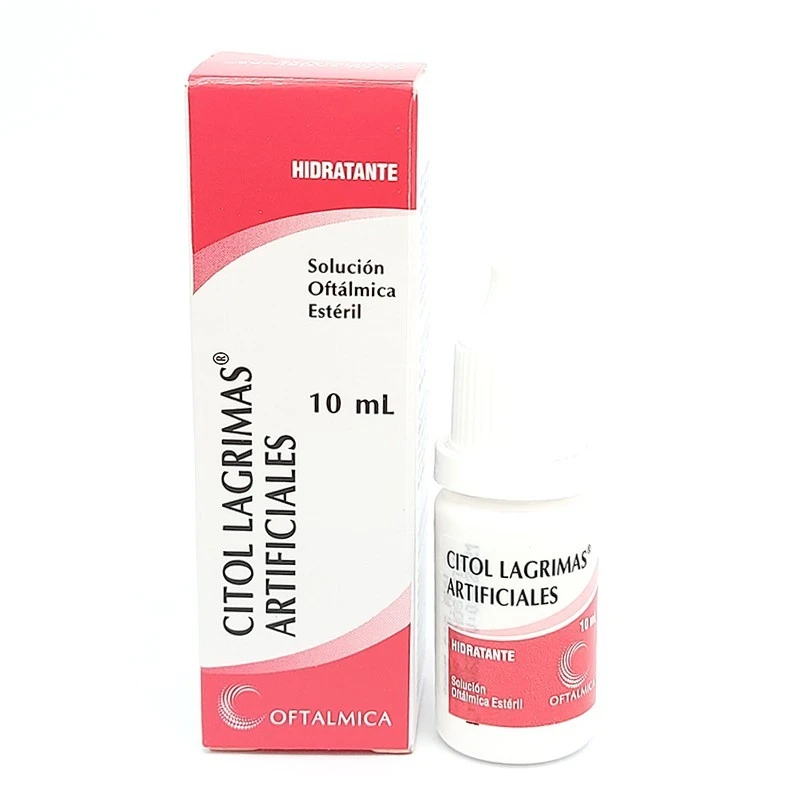 HIDRATANTE
Solución
Oftálmica
Estéril
10 mL
CITOL LAGRIMAS®
ARTIFICIALES
OFTALMICA
CITOL LAGRIMAS®
ARTIFICIALES
10 mL
HIDRATANTE
Solución
Oftálmica Estéril
OFTALMICA